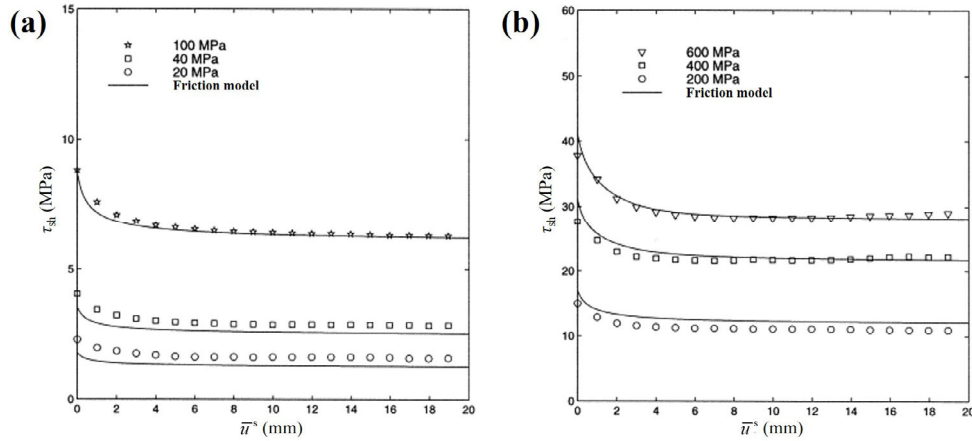 (a)
15
10
5
0
τsh (MPa)
☆ 100 MPa
□ 40 MPa
○ 20 MPa
Friction model
0 2 4 6 8 10 12 14 16 18 20
u̅ˢ (mm)
(b)
60
50
40
30
20
10
0
τsh (MPa)
▽ 600 MPa
□ 400 MPa
○ 200 MPa
Friction model
0 2 4 6 8 10 12 14 16 18 20
u̅ˢ (mm)